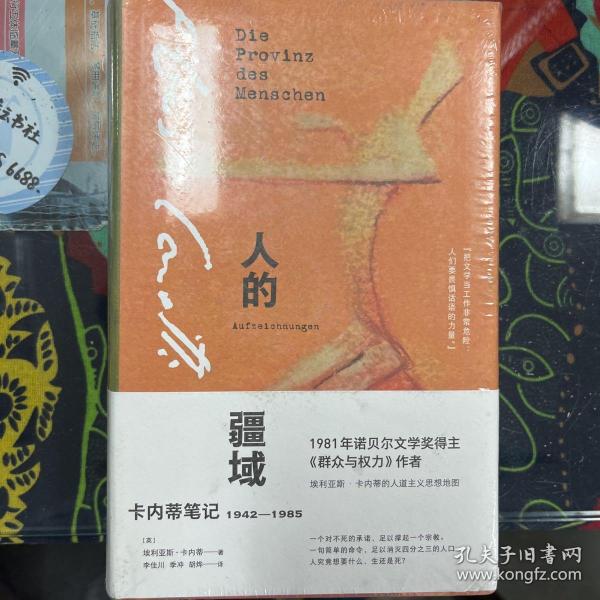 Die
Provinz
des
Menschen
人的
Aufzeichnungen
「把文学当工作非常危险:
人们要畏惧话语的力量。」
疆域
1981年诺贝尔文学奖得主
《群众与权力》作者
埃利亚斯·卡内蒂的人道主义思想地图
卡内蒂笔记 1942—1985
[英]
埃利亚斯·卡内蒂——著
李佳川 季冲 胡烨——译
一个对不死的承诺，足以撑起一个宗教。
一句简单的命令，足以消灭四分之三的人口。
人究竟想要什么，生还是死?
书社
6688
孔夫子旧书网
www.kongfz.com